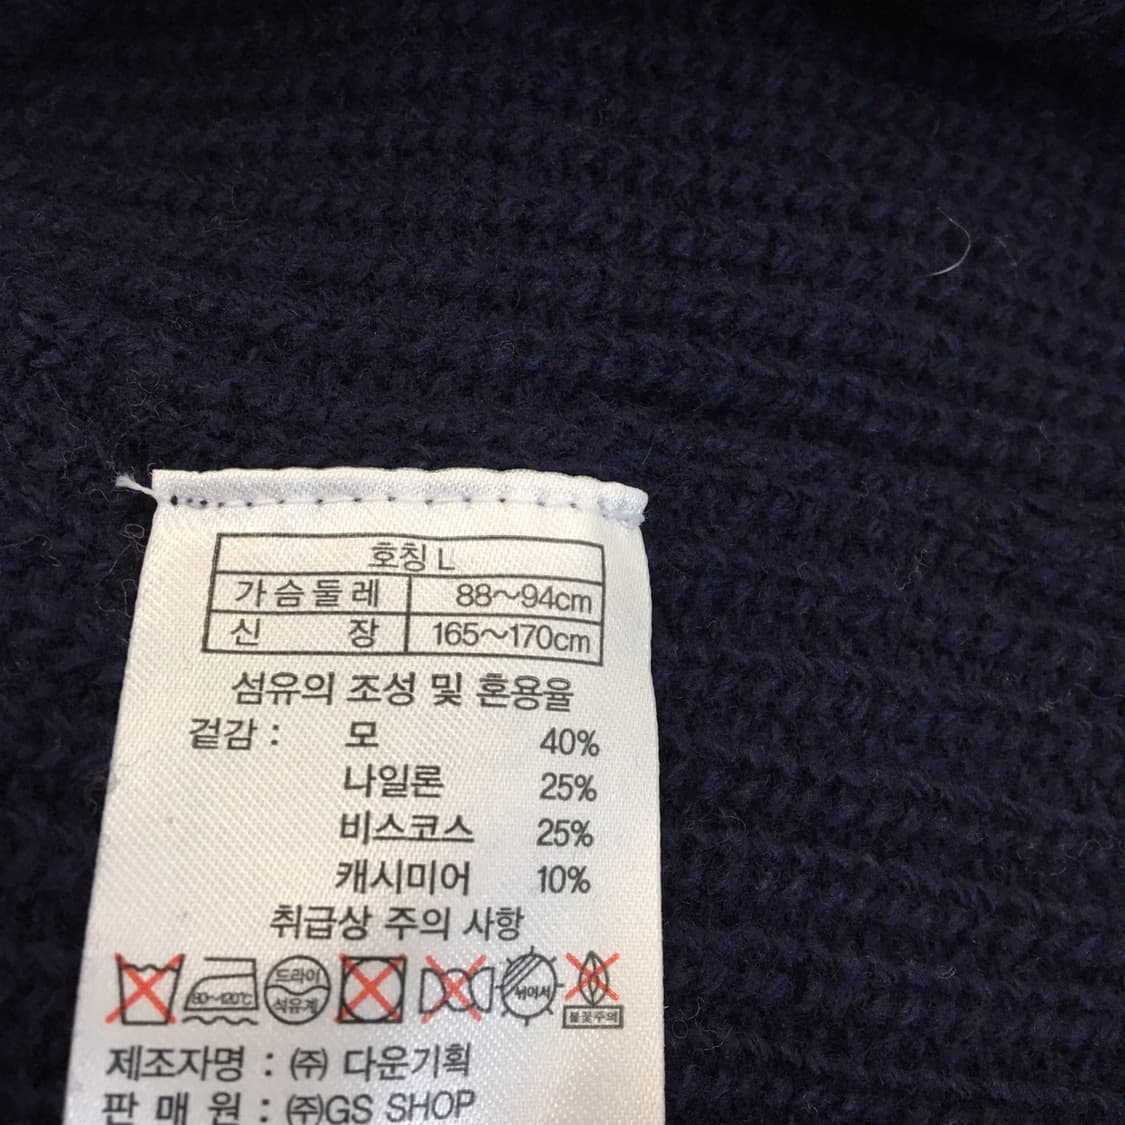 호칭 L
가슴둘레 88~94cm
신 장 165~170cm
섬유의 조성 및 혼용율
겉감 : 모 40%
나일론 25%
비스코스 25%
캐시미어 10%
취급상 주의 사항
80~120℃ 드라이 석유계 뉘어서 불꽃주의
제조자명 : ㈜ 다운기획
판 매 원 : ㈜GS SHOP